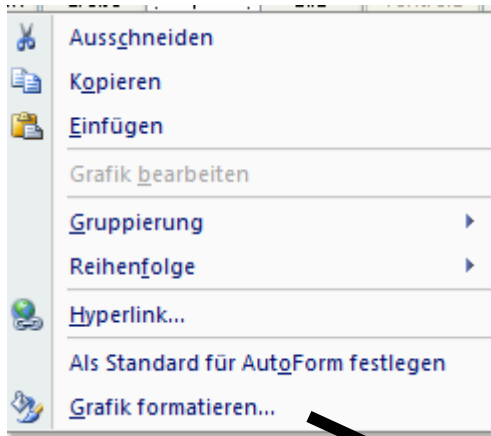 Ausschneiden
Kopieren
Einfügen
Grafik bearbeiten
Gruppierung
Reihenfolge
Hyperlink...
Als Standard für AutoForm festlegen
Grafik formatieren...